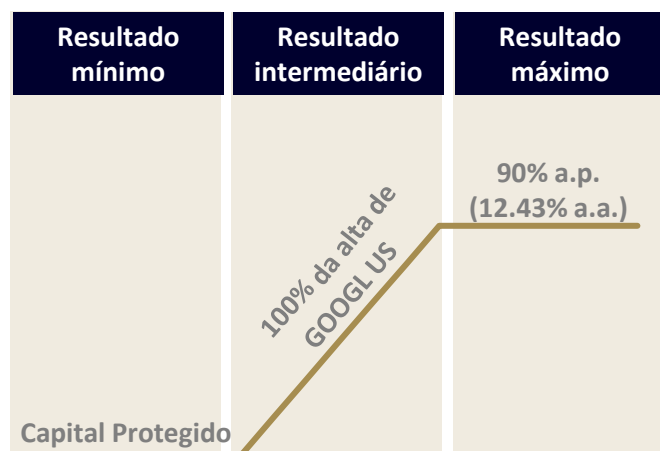 Resultado
mínimo
Resultado
intermediário
Resultado
máximo
90% a.p.
(12.43% a.a.)
100% da alta de
GOOGL US
Capital Protegido